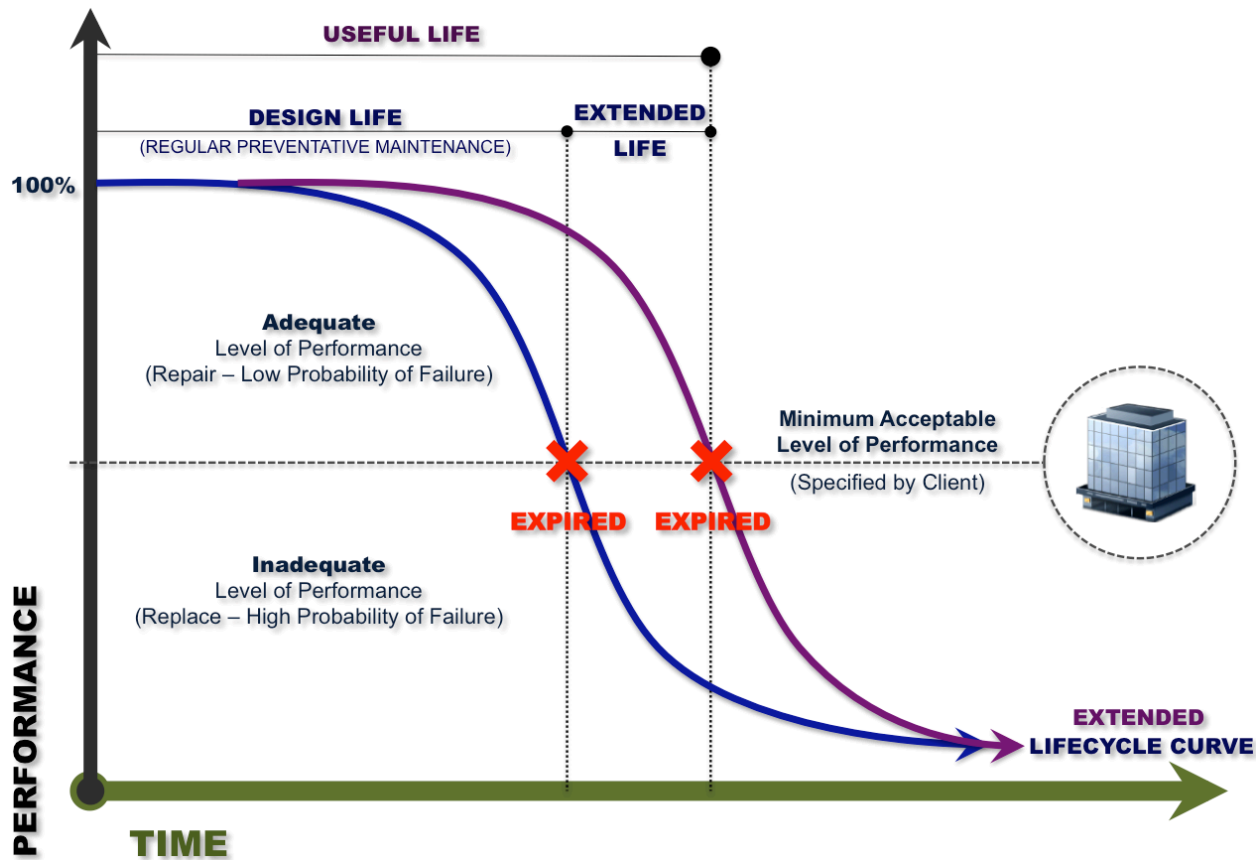 USEFUL LIFE
DESIGN LIFE
(REGULAR PREVENTATIVE MAINTENANCE)
EXTENDED
LIFE
100%
Adequate
Level of Performance
(Repair – Low Probability of Failure)
Minimum Acceptable
Level of Performance
(Specified by Client)
EXPIRED
EXPIRED
Inadequate
Level of Performance
(Replace – High Probability of Failure)
EXTENDED
LIFECYCLE CURVE
PERFORMANCE
TIME